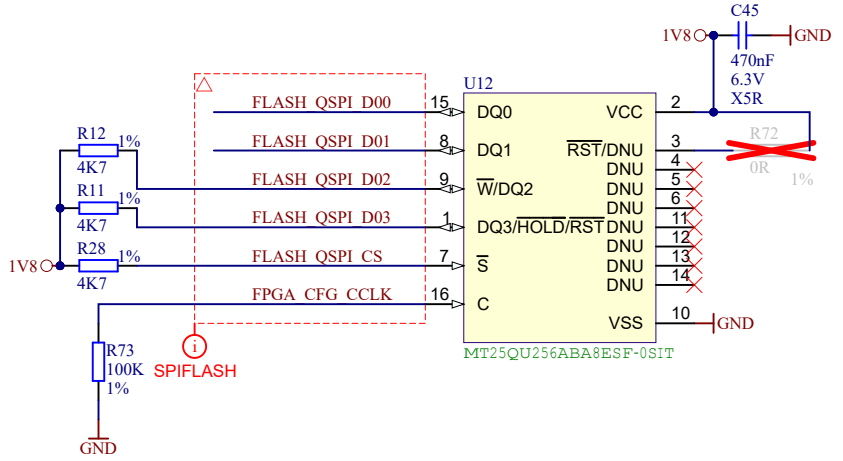 C45
1V8 GND
470nF
6.3V
X5R
U12
FLASH_QSPI_D00 15 DQ0 VCC 2
R72
0R
1%
R12 1%
4K7
FLASH_QSPI_D01 8 DQ1 RST/DNU 3
DNU 4
FLASH_QSPI_D02 9 W/DQ2 DNU 5
R11 1%
4K7
DNU 6
FLASH_QSPI_D03 1 DQ3/HOLD/RST DNU 11
DNU 12
R28 1%
1V8
4K7
FLASH_QSPI_CS 7 S DNU 13
DNU 14
FPGA_CFG_CCLK 16 C
VSS 10 GND
MT25QU256ABA8ESF-0SIT
R73
100K
1%
i
SPIFLASH
GND